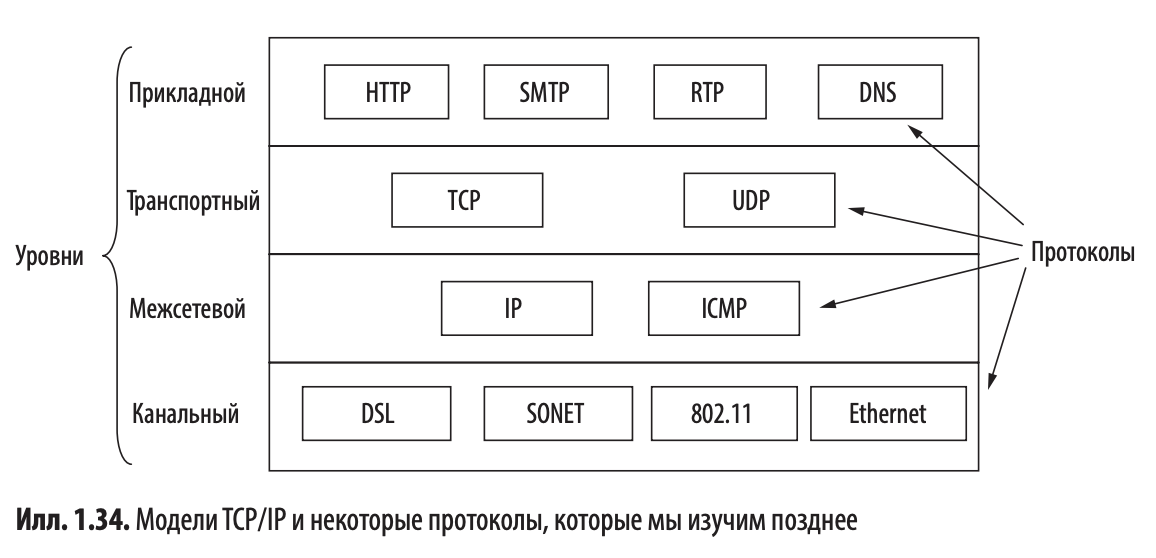 Прикладной
HTTP
SMTP
RTP
DNS
Транспортный
TCP
UDP
Уровни
Протоколы
Межсетевой
IP
ICMP
Канальный
DSL
SONET
802.11
Ethernet
Илл. 1.34. Модели TCP/IP и некоторые протоколы, которые мы изучим позднее